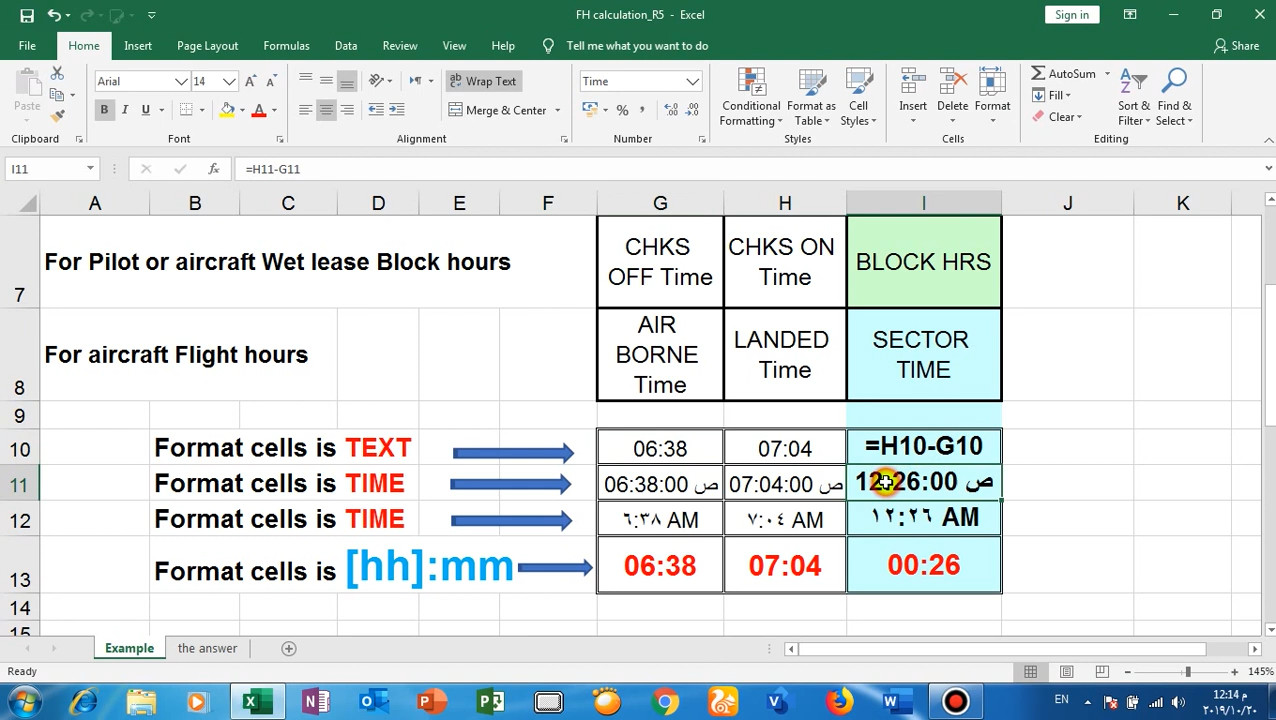 FH calculation_R5 - Excel
Sign in
File Home Insert Page Layout Formulas Data Review View Help Tell me what you want to do Share
Arial 14 Wrap Text Time AutoSum
Paste Conditional Formatting Format as Table Cell Styles Insert Delete Format Fill Sort & Filter Find & Select
B I U A Merge & Center % , Clear
Clipboard Font Alignment Number Styles Cells Editing
I11 fx =H11-G11
A B C D E F G H I J K
7 For Pilot or aircraft Wet lease Block hours CHKS OFF Time CHKS ON Time BLOCK HRS
8 For aircraft Flight hours AIR BORNE Time LANDED Time SECTOR TIME
9
10 Format cells is TEXT 06:38 07:04 =H10-G10
11 Format cells is TIME 06:38:00 ص 07:04:00 ص 12:26:00 ص
12 Format cells is TIME ٦:٣٨ AM ٧:٠٤ AM ١٢:٢٦ AM
13 Format cells is [hh]:mm 06:38 07:04 00:26
14
15
Example the answer
Ready 145%
EN 12:14 م
٢٠١٩/١٠/٢٠